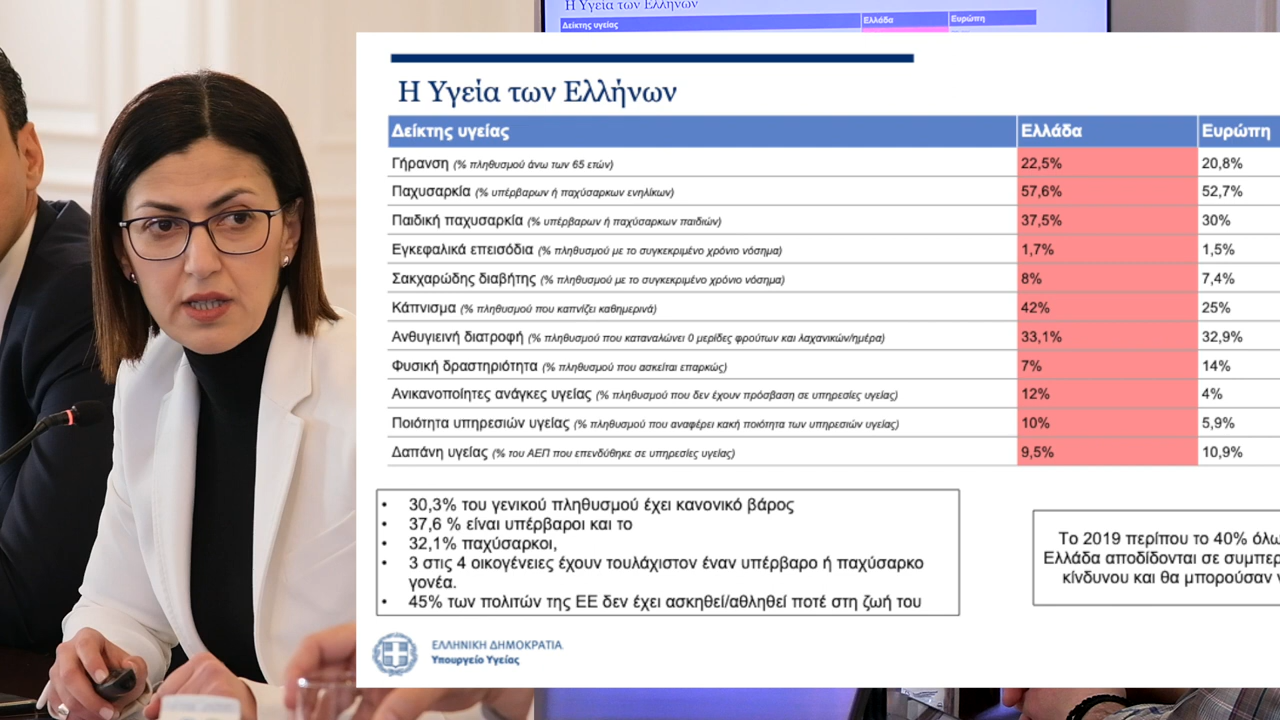 Η Υγεία των Ελλήνων
Δείκτης υγείας Ελλάδα Ευρώπη
Η Υγεία των Ελλήνων
Δείκτης υγείας Ελλάδα Ευρώπη
Γήρανση (% πληθυσμού άνω των 65 ετών) 22,5% 20,8%
Παχυσαρκία (% υπέρβαρων ή παχύσαρκων ενηλίκων) 57,6% 52,7%
Παιδική παχυσαρκία (% υπέρβαρων ή παχύσαρκων παιδιών) 37,5% 30%
Εγκεφαλικά επεισόδια (% πληθυσμού με το συγκεκριμένο χρόνιο νόσημα) 1,7% 1,5%
Σακχαρώδης διαβήτης (% πληθυσμού με το συγκεκριμένο χρόνιο νόσημα) 8% 7,4%
Κάπνισμα (% πληθυσμού που καπνίζει καθημερινά) 42% 25%
Ανθυγιεινή διατροφή (% πληθυσμού που καταναλώνει 0 μερίδες φρούτων και λαχανικών/ημέρα) 33,1% 32,9%
Φυσική δραστηριότητα (% πληθυσμού που ασκείται επαρκώς) 7% 14%
Ανικανοποίητες ανάγκες υγείας (% πληθυσμού που δεν έχουν πρόσβαση σε υπηρεσίες υγείας) 12% 4%
Ποιότητα υπηρεσιών υγείας (% πληθυσμού που αναφέρει κακή ποιότητα των υπηρεσιών υγείας) 10% 5,9%
Δαπάνη υγείας (% του ΑΕΠ που επενδύθηκε σε υπηρεσίες υγείας) 9,5% 10,9%
• 30,3% του γενικού πληθυσμού έχει κανονικό βάρος
• 37,6 % είναι υπέρβαροι και το
• 32,1% παχύσαρκοι,
• 3 στις 4 οικογένειες έχουν τουλάχιστον έναν υπέρβαρο ή παχύσαρκο
γονέα.
• 45% των πολιτών της ΕΕ δεν έχει ασκηθεί/αθληθεί ποτέ στη ζωή του
Το 2019 περίπου το 40% όλω
Ελλάδα αποδίδονται σε συμπερ
κίνδυνου και θα μπορούσαν ν
ΕΛΛΗΝΙΚΗ ΔΗΜΟΚΡΑΤΙΑ
Υπουργείο Υγείας